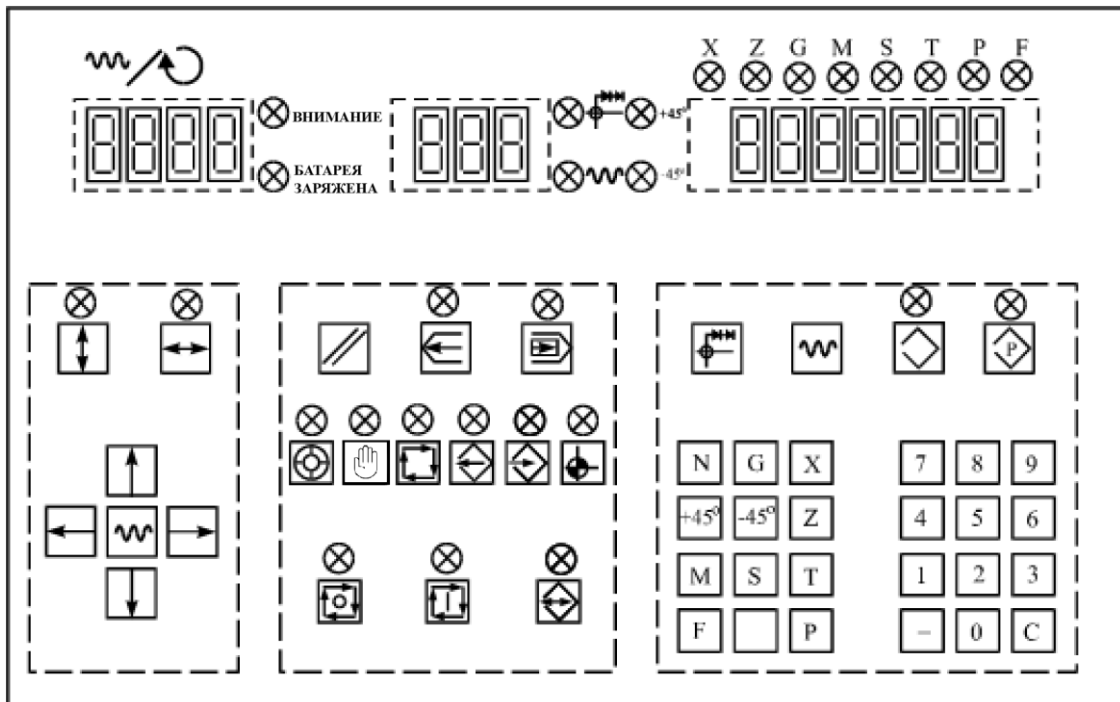 X Z G M S T P F
ВНИМАНИЕ
+45°
БАТАРЕЯ
ЗАРЯЖЕНА
-45°
P
N G X 7 8 9
+45° -45° Z 4 5 6
M S T 1 2 3
F P – 0 C